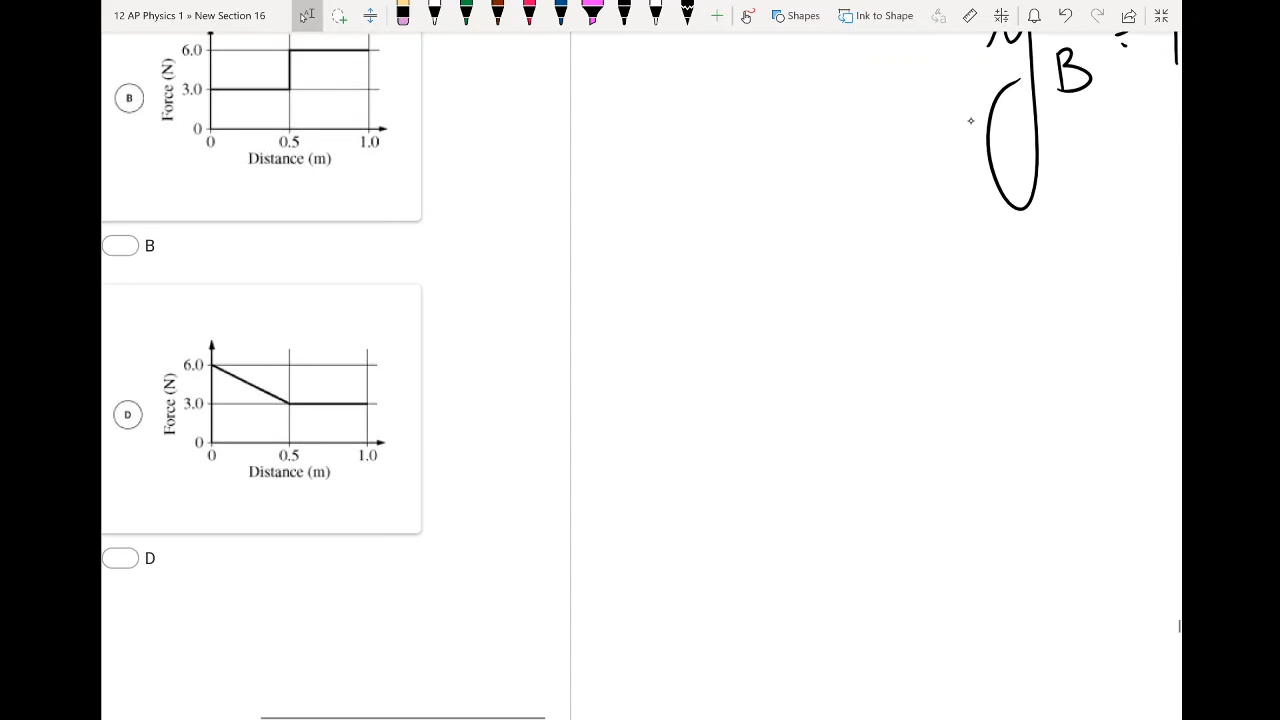 12 AP Physics 1 » New Section 16
Shapes
Ink to Shape
B
Force (N)
6.0
3.0
0
0 0.5 1.0
Distance (m)
B
B
D
Force (N)
6.0
3.0
0
0 0.5 1.0
Distance (m)
D